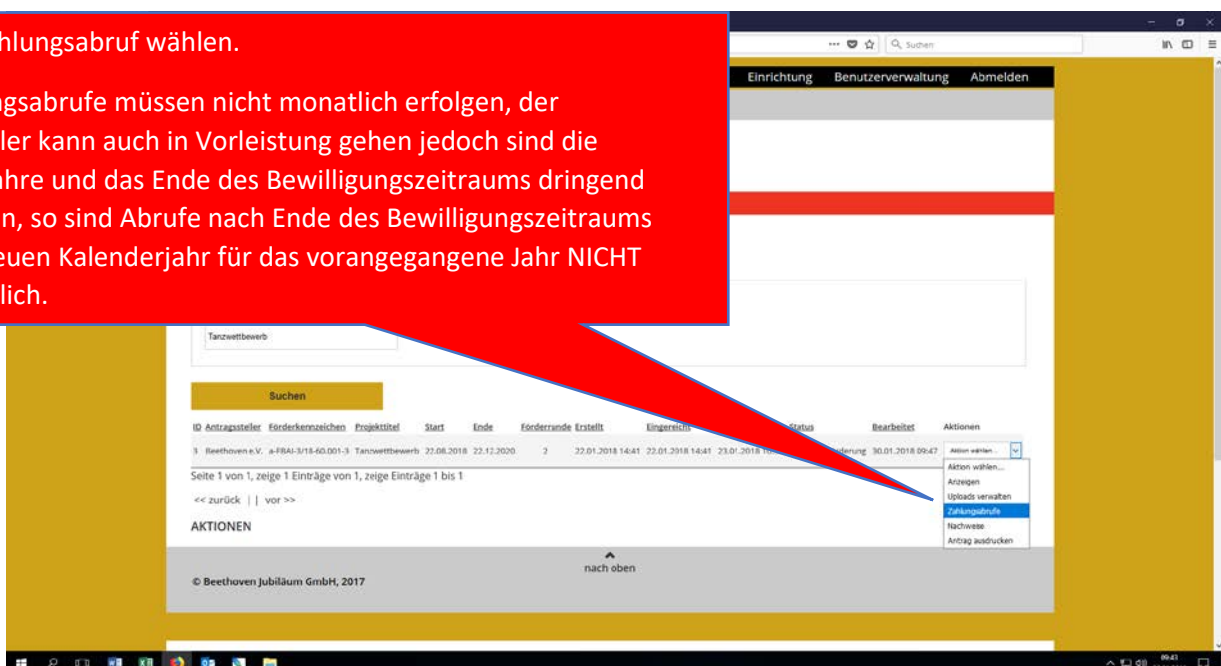 hlungsabruf wählen.
gsabrufe müssen nicht monatlich erfolgen, der
ler kann auch in Vorleistung gehen jedoch sind die
hre und das Ende des Bewilligungszeitraums dringend
n, so sind Abrufe nach Ende des Bewilligungszeitraums
euen Kalenderjahr für das vorangegangene Jahr NICHT
lich.
Suchen
Einrichtung Benutzerverwaltung Abmelden
Tanzwettbewerb
Suchen
ID Antragssteller Förderkennzeichen Projekttitel Start Ende Förderrunde Erstellt Eingereicht Status Bearbeitet Aktionen
3 Beethoven e.V. a-FBAI-3/18-60.001-3 Tanzwettbewerb 27.08.2018 22.12.2020 2 22.01.2018 14:41 22.01.2018 14:41 23.01.2018 30.01.2018 09:47 Aktion wählen...
Aktion wählen...
Anzeigen
Uploads verwalten
Zahlungsabrufe
Nachweise
Antrag ausdrucken
Seite 1 von 1, zeige 1 Einträge von 1, zeige Einträge 1 bis 1
<< zurück | | vor >>
AKTIONEN
nach oben
© Beethoven Jubiläum GmbH, 2017
09:43